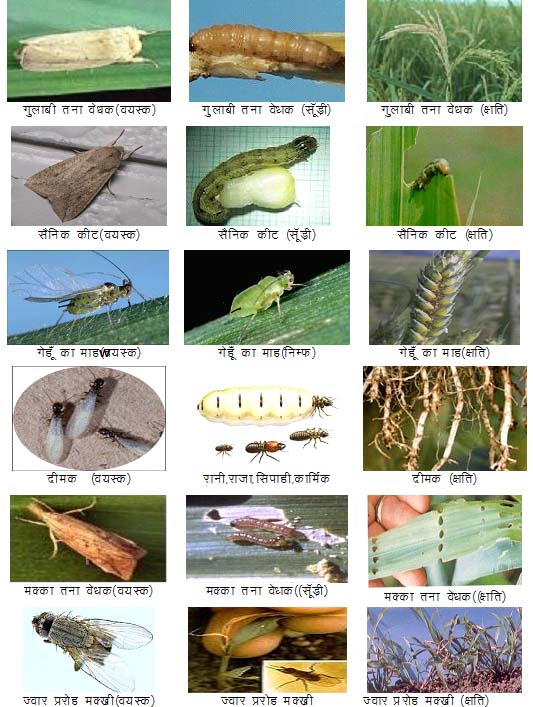 गुलाबी तना वेधक(वयस्क) गुलाबी तना वेधक (सूँडी) गुलाबी तना वेधक (क्षति)
सैनिक कीट(वयस्क) सैनिक कीट (सूँडी) सैनिक कीट (क्षति)
गेहूँ का माहू(वयस्क) गेहूँ का माहू(निम्फ) गेहूँ का माहू(क्षति)
दीमक (वयस्क) रानी,राजा,सिपाही,कार्मिक दीमक (क्षति)
मक्का तना वेधक(वयस्क) मक्का तना वेधक((सूँडी) मक्का तना वेधक((क्षति)
ज्वार प्ररोह मक्खी(वयस्क) ज्वार प्ररोह मक्खी ज्वार प्ररोह मक्खी (क्षति)